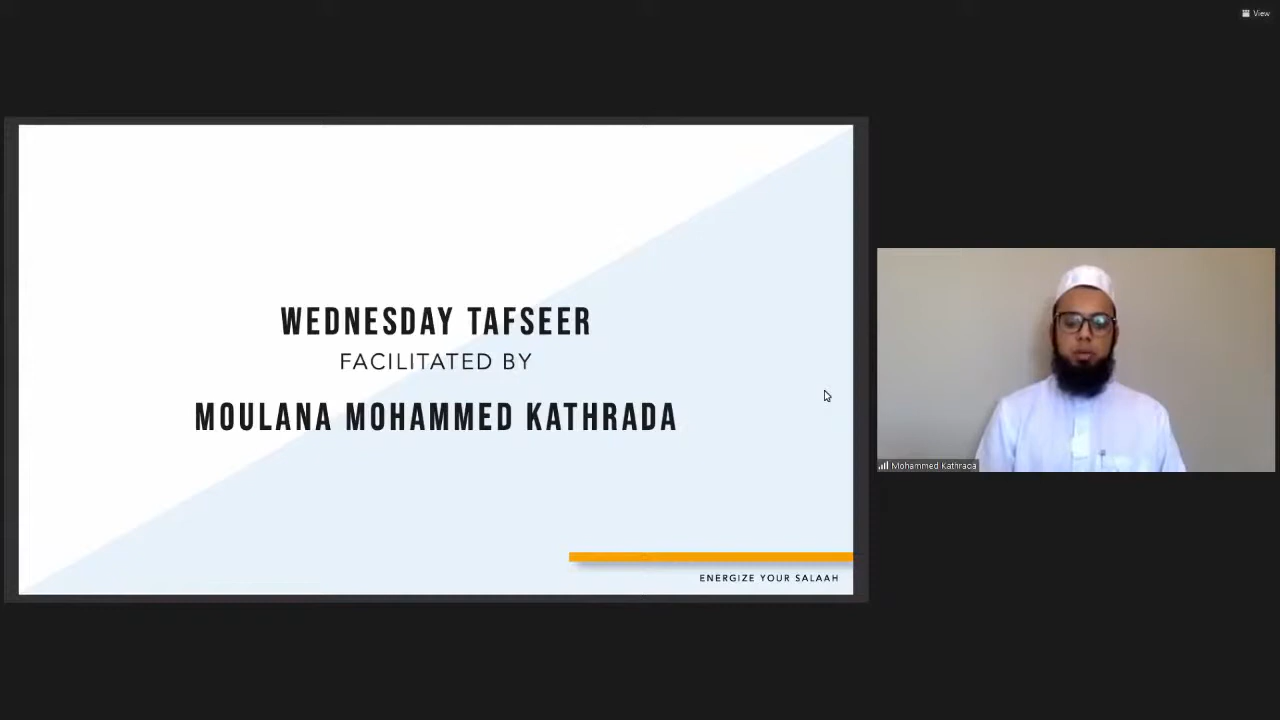 View
WEDNESDAY TAFSEER
FACILITATED BY
MOULANA MOHAMMED KATHRADA
Mohammed Kathrada
ENERGIZE YOUR SALAAH